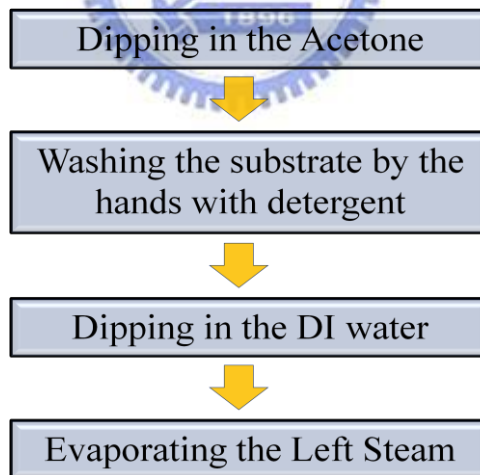 1896
Dipping in the Acetone
Washing the substrate by the
hands with detergent
Dipping in the DI water
Evaporating the Left Steam